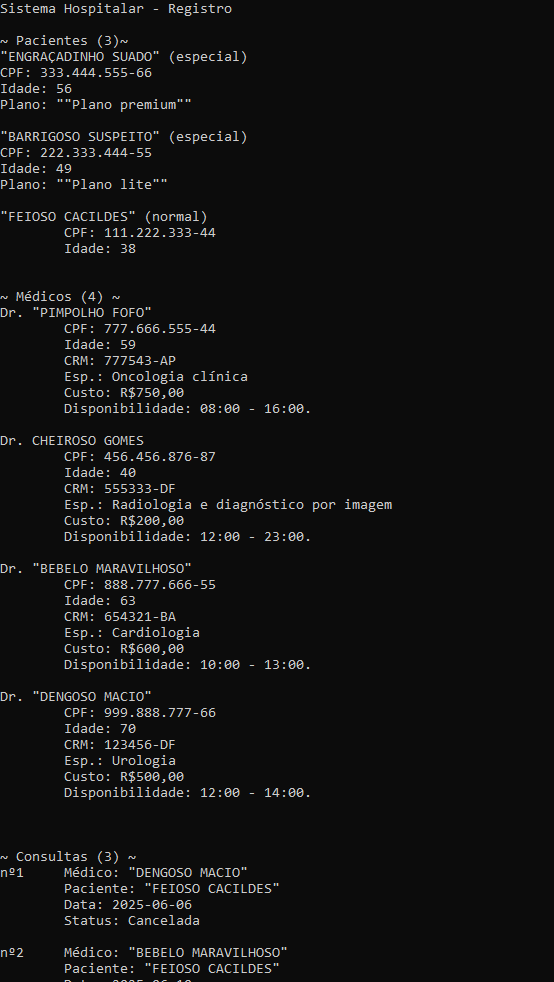 Sistema Hospitalar - Registro
~ Pacientes (3)~
"ENGRAÇADINHO SUADO" (especial)
CPF: 333.444.555-66
Idade: 56
Plano: ""Plano premium""
"BARRIGOSO SUSPEITO" (especial)
CPF: 222.333.444-55
Idade: 49
Plano: ""Plano lite""
"FEIOSO CACILDES" (normal)
CPF: 111.222.333-44
Idade: 38
~ Médicos (4) ~
Dr. "PIMPOLHO FOFO"
CPF: 777.666.555-44
Idade: 59
CRM: 777543-AP
Esp.: Oncologia clínica
Custo: R$750,00
Disponibilidade: 08:00 - 16:00.
Dr. CHEIROSO GOMES
CPF: 456.456.876-87
Idade: 40
CRM: 555333-DF
Esp.: Radiologia e diagnóstico por imagem
Custo: R$200,00
Disponibilidade: 12:00 - 23:00.
Dr. "BEBELO MARAVILHOSO"
CPF: 888.777.666-55
Idade: 63
CRM: 654321-BA
Esp.: Cardiologia
Custo: R$600,00
Disponibilidade: 10:00 - 13:00.
Dr. "DENGOSO MACIO"
CPF: 999.888.777-66
Idade: 70
CRM: 123456-DF
Esp.: Urologia
Custo: R$500,00
Disponibilidade: 12:00 - 14:00.
~ Consultas (3) ~
nº1 Médico: "DENGOSO MACIO"
Paciente: "FEIOSO CACILDES"
Data: 2025-06-06
Status: Cancelada
nº2 Médico: "BEBELO MARAVILHOSO"
Paciente: "FEIOSO CACILDES"